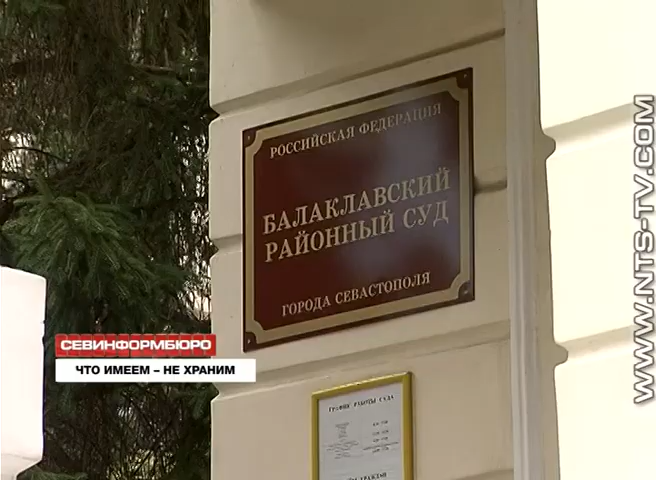 РОССИЙСКАЯ ФЕДЕРАЦИЯ
БАЛАКЛАВСКИЙ
РАЙОННЫЙ СУД
ГОРОДА СЕВАСТОПОЛЯ
СЕВИНФОРМБЮРО
ЧТО ИМЕЕМ – НЕ ХРАНИМ
ГРАФИК РАБОТЫ СУДА
WWW.NTS-TV.COM